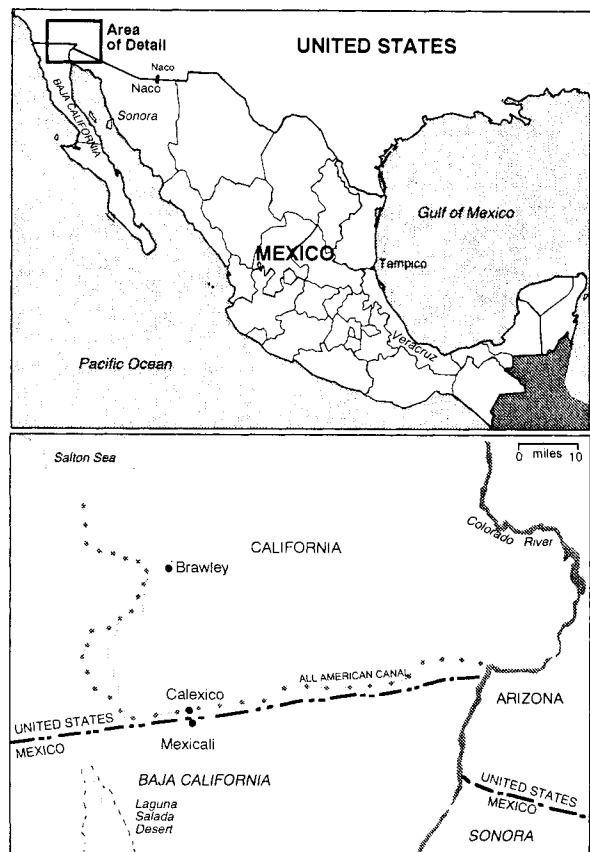 Area
of Detail
UNITED STATES
Naco
Naco
BAJA CALIFORNIA
Sonora
Gulf of Mexico
MEXICO
Tampico
Veracruz
Pacific Ocean
Salton Sea
0 miles 10
Colorado River
CALIFORNIA
Brawley
ALL AMERICAN CANAL
ARIZONA
Calexico
UNITED STATES
MEXICO
Mexicali
BAJA CALIFORNIA
UNITED STATES
MEXICO
Laguna
Salada
Desert
SONORA